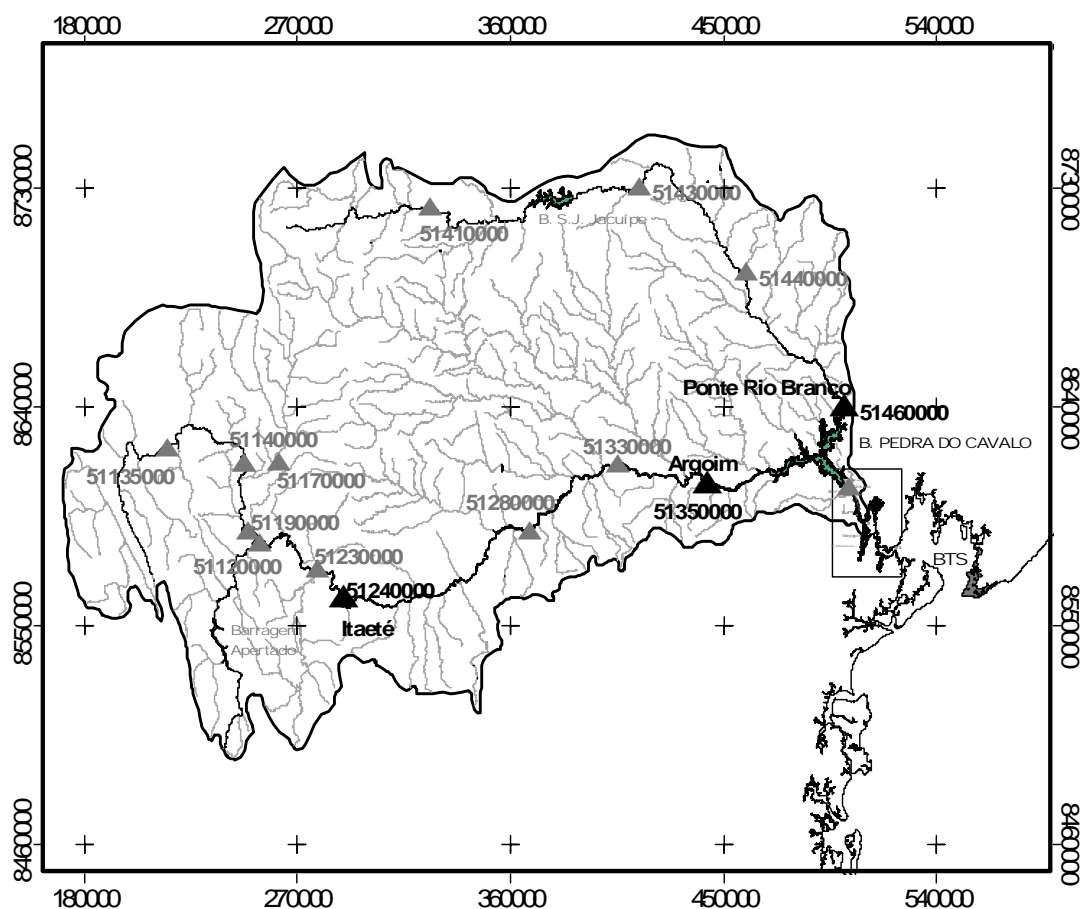 180000 270000 360000 450000 540000
8730000 8730000
51430000
B. S.J. Jacuípe
51410000
51440000
Ponte Rio Branco
8640000 8640000
51460000
51140000
51330000
B. PEDRA DO CAVALO
51135000
51170000
Argoim
51280000
51350000
51190000
51120000
51230000
BTS
51240000
Itaeté
8550000 8550000
Barragem
Apertado
8460000 8460000
180000 270000 360000 450000 540000